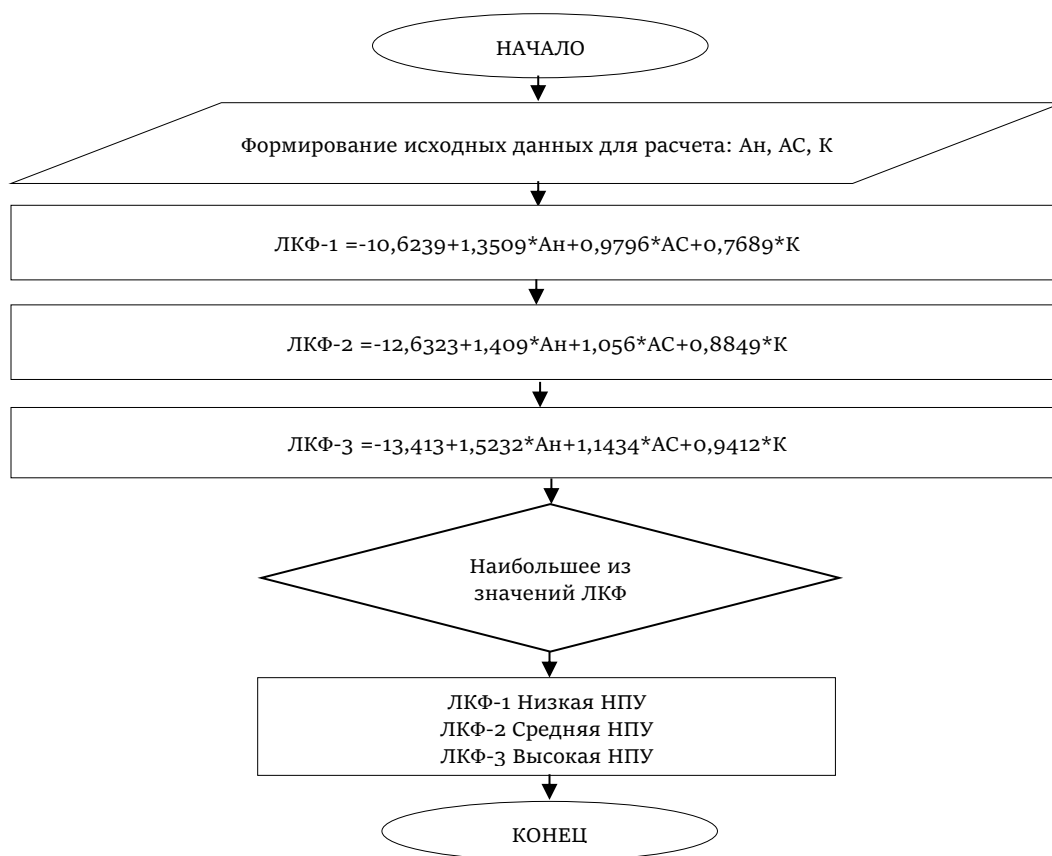 НАЧАЛО
Формирование исходных данных для расчета: Ан, АС, К
ЛКФ-1 =-10,6239+1,3509*Ан+0,9796*АС+0,7689*К
ЛКФ-2 =-12,6323+1,409*Ан+1,056*АС+0,8849*К
ЛКФ-3 =-13,413+1,5232*Ан+1,1434*АС+0,9412*К
Наибольшее из
значений ЛКФ
ЛКФ-1 Низкая НПУ
ЛКФ-2 Средняя НПУ
ЛКФ-3 Высокая НПУ
КОНЕЦ